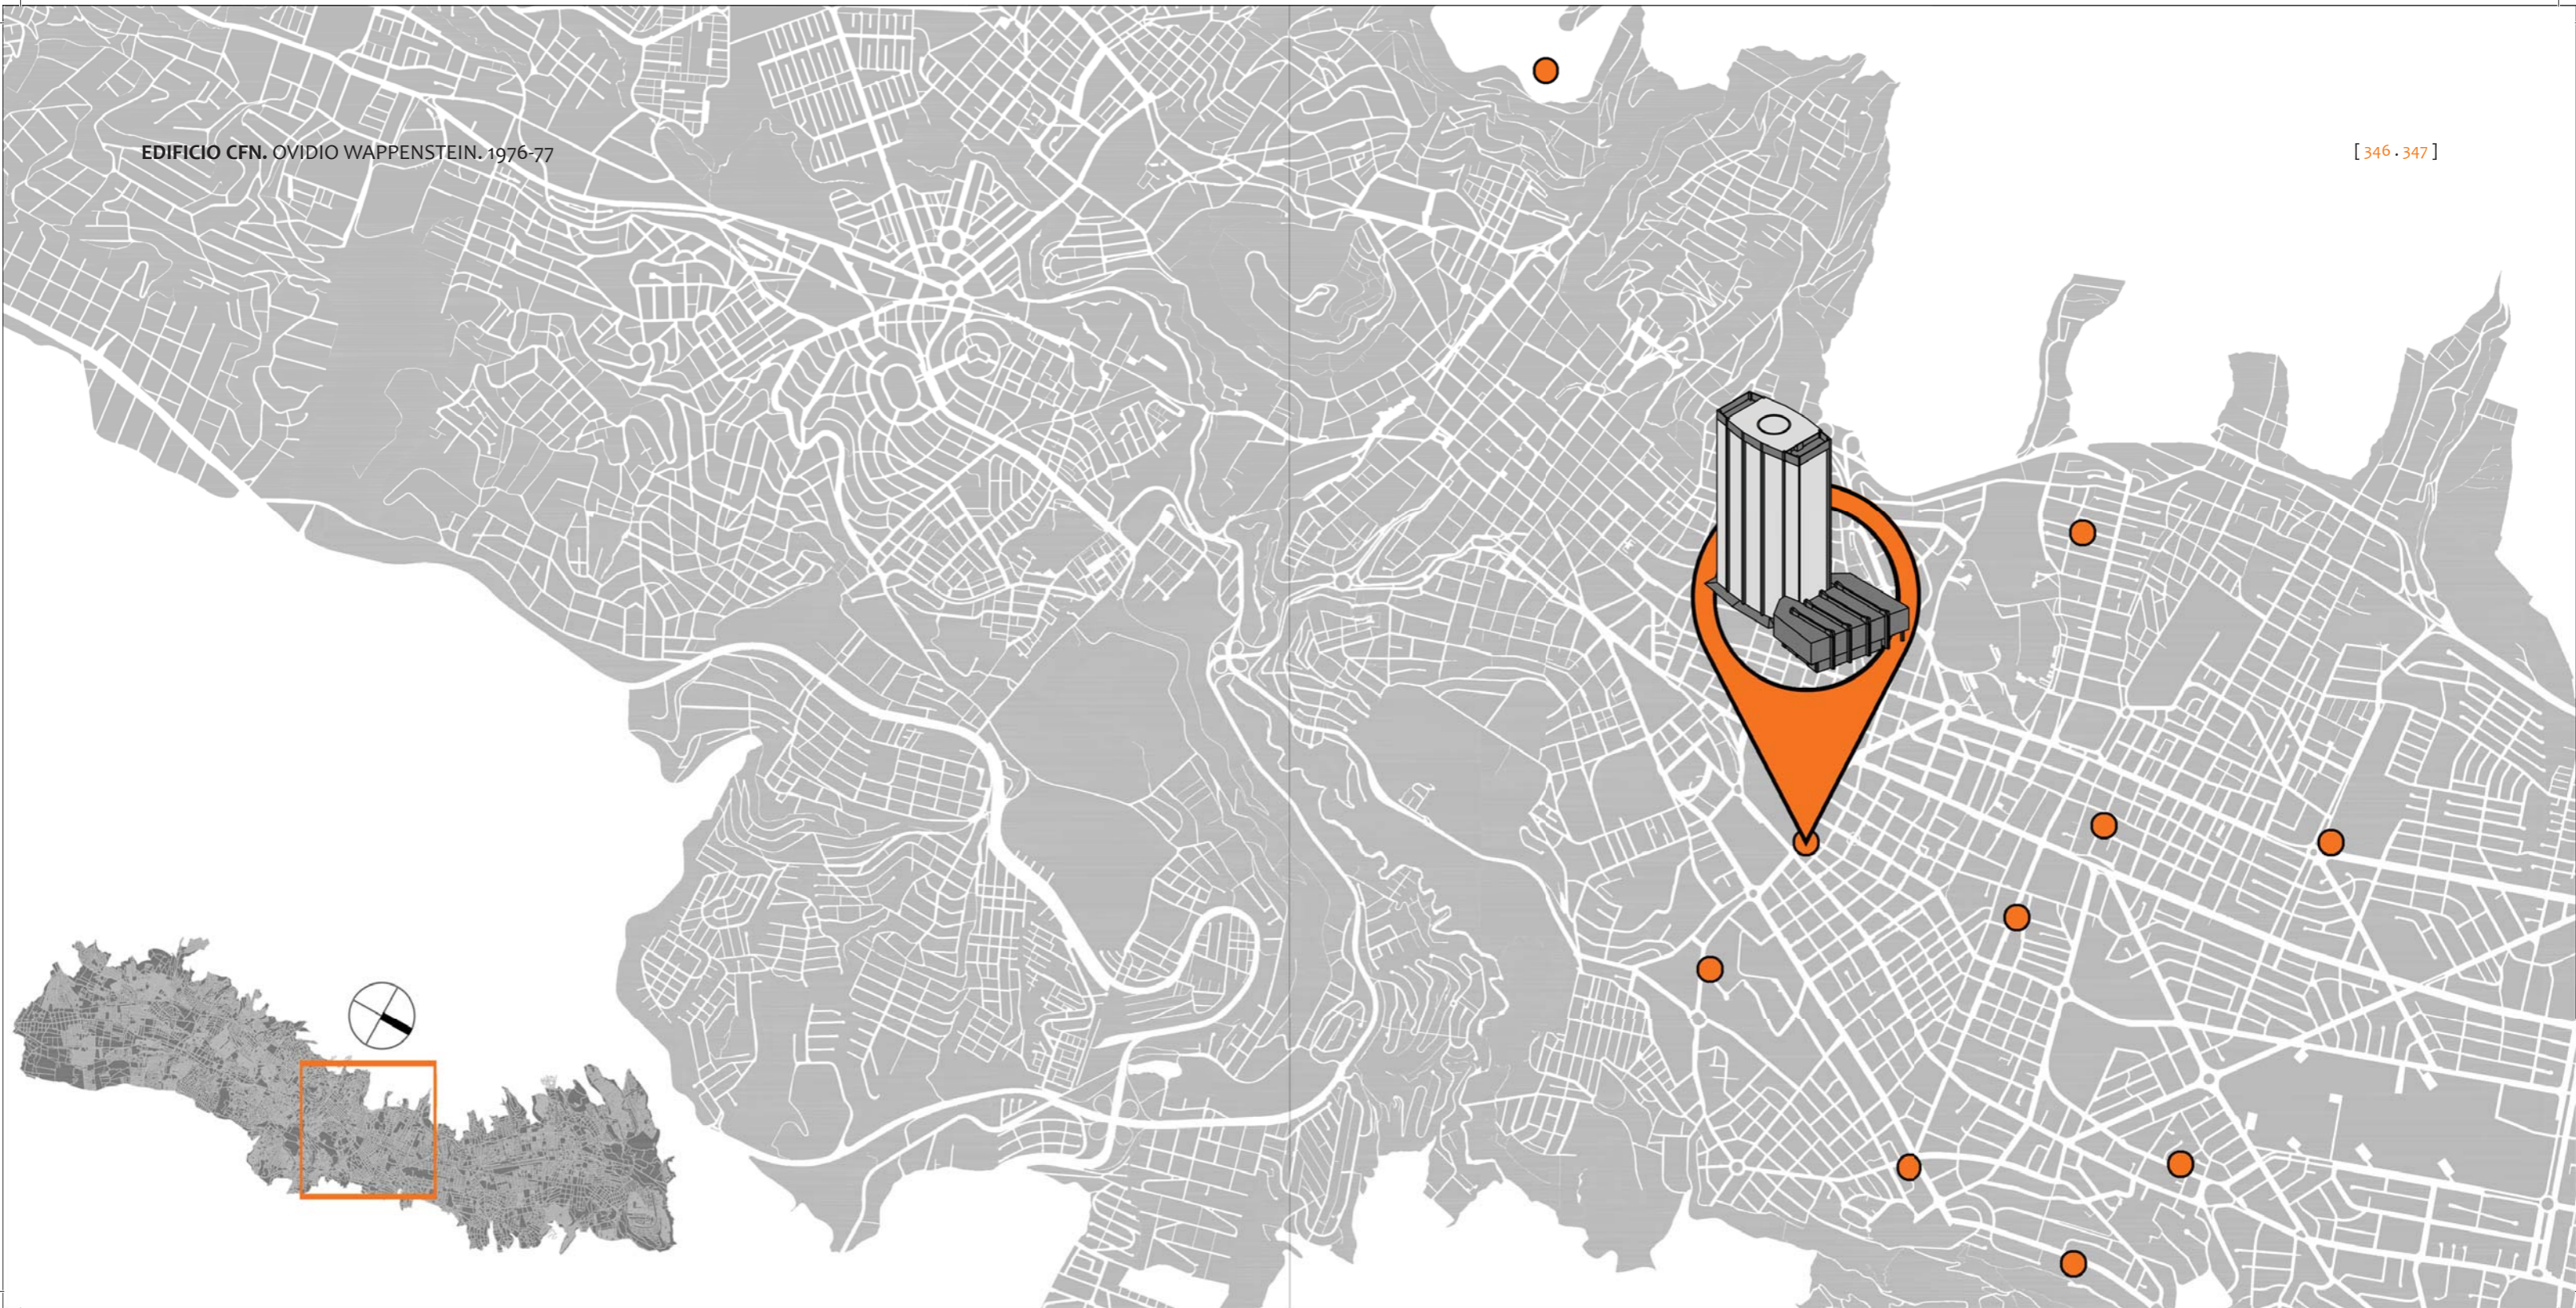 EDIFICIO CFN. OVIDIO WAPPENSTEIN. 1976-77
[ 346 . 347 ]